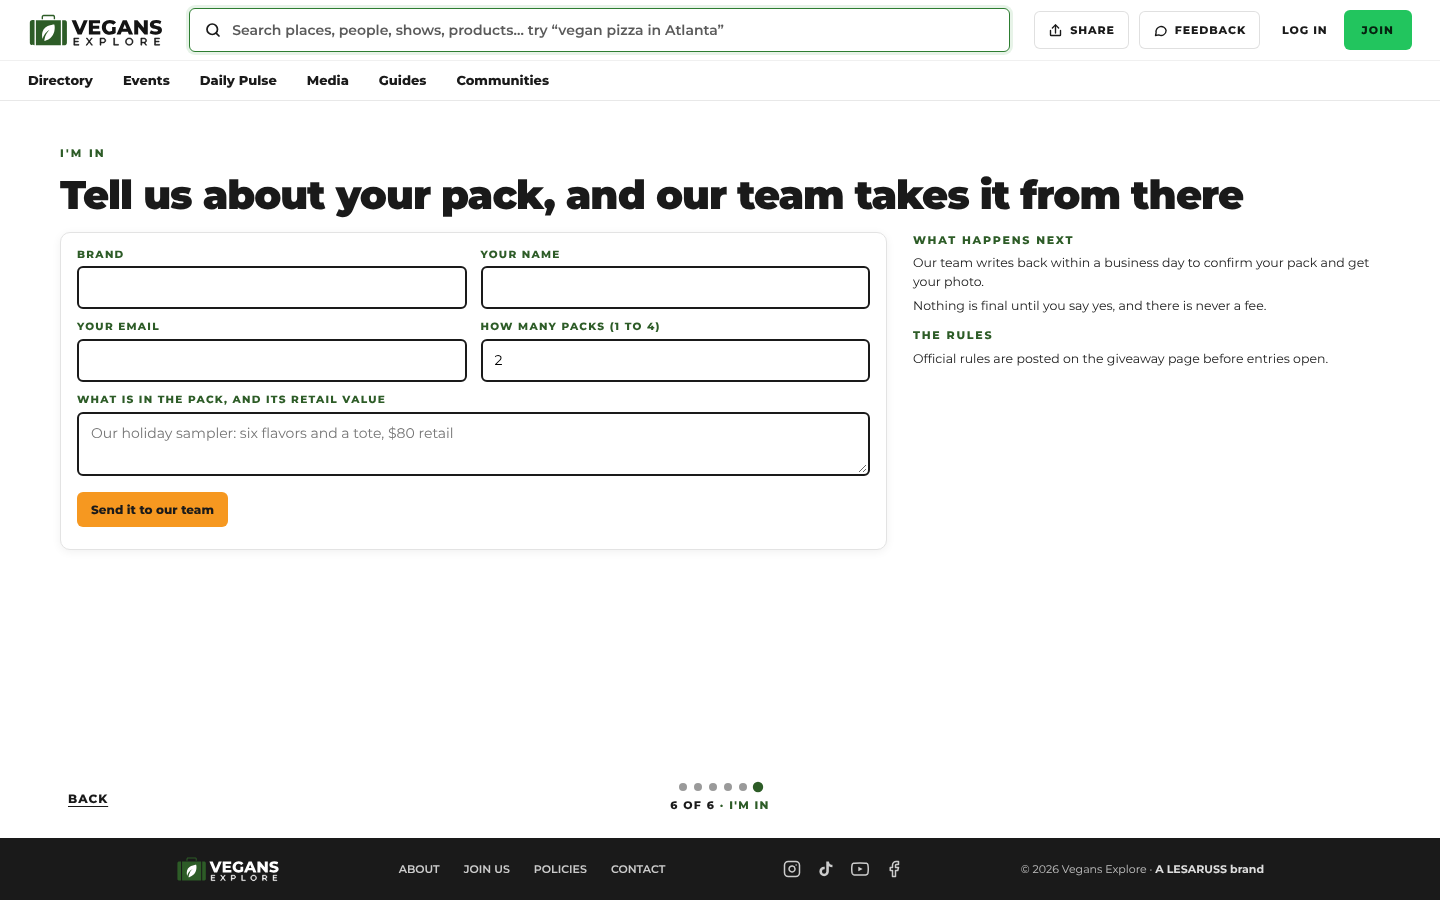 VEGANS
EXPLORE
Search places, people, shows, products... try “vegan pizza in Atlanta”
SHARE
FEEDBACK
LOG IN
JOIN
Directory
Events
Daily Pulse
Media
Guides
Communities
I'M IN
Tell us about your pack, and our team takes it from there
BRAND
YOUR NAME
YOUR EMAIL
HOW MANY PACKS (1 TO 4)
2
WHAT IS IN THE PACK, AND ITS RETAIL VALUE
Our holiday sampler: six flavors and a tote, $80 retail
Send it to our team
WHAT HAPPENS NEXT
Our team writes back within a business day to confirm your pack and get
your photo.
Nothing is final until you say yes, and there is never a fee.
THE RULES
Official rules are posted on the giveaway page before entries open.
BACK
6 OF 6 · I'M IN
VEGANS
EXPLORE
ABOUT
JOIN US
POLICIES
CONTACT
© 2026 Vegans Explore · A LESARUSS brand